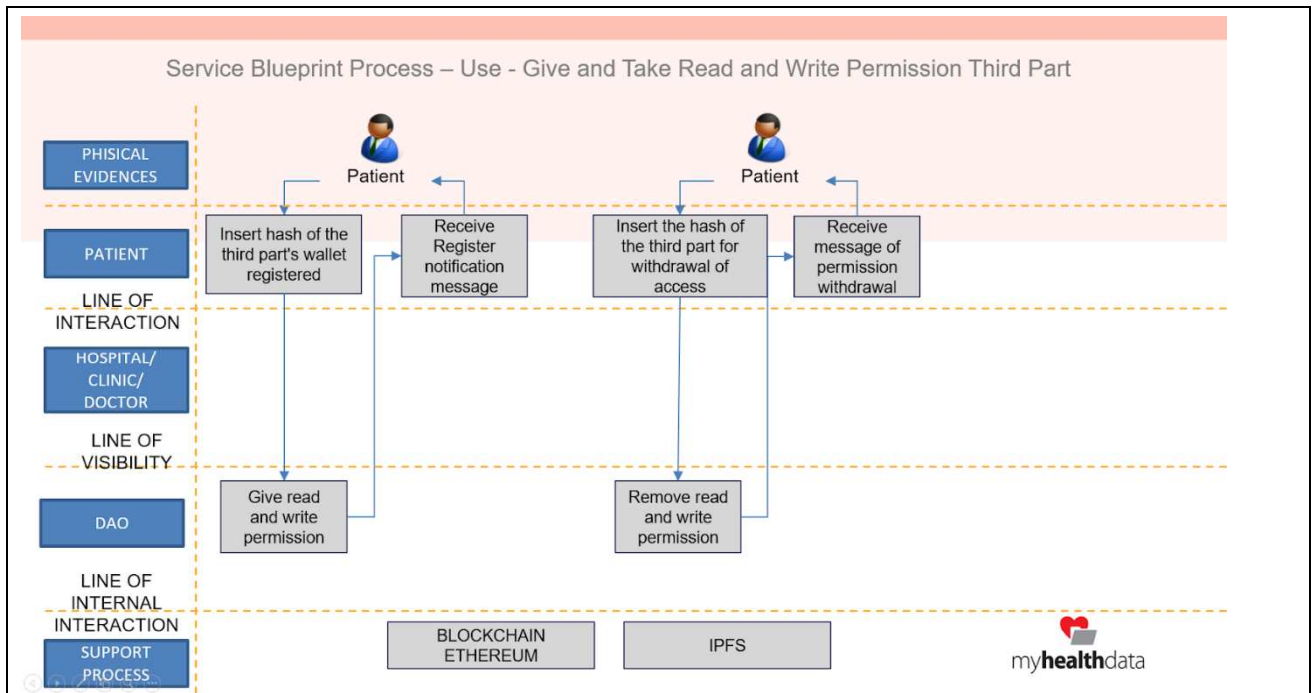 Service Blueprint Process – Use - Give and Take Read and Write Permission Third Part
PHISICAL
EVIDENCES
Patient
Patient
PATIENT
Insert hash of the
third part's wallet
registered
Receive
Register
notification
message
Insert the hash of
the third part for
withdrawal of
access
Receive
message of
permission
withdrawal
LINE OF
INTERACTION
HOSPITAL/
CLINIC/
DOCTOR
LINE OF
VISIBILITY
DAO
Give read
and write
permission
Remove read
and write
permission
LINE OF
INTERNAL
INTERACTION
SUPPORT
PROCESS
BLOCKCHAIN
ETHEREUM
IPFS
myhealthdata